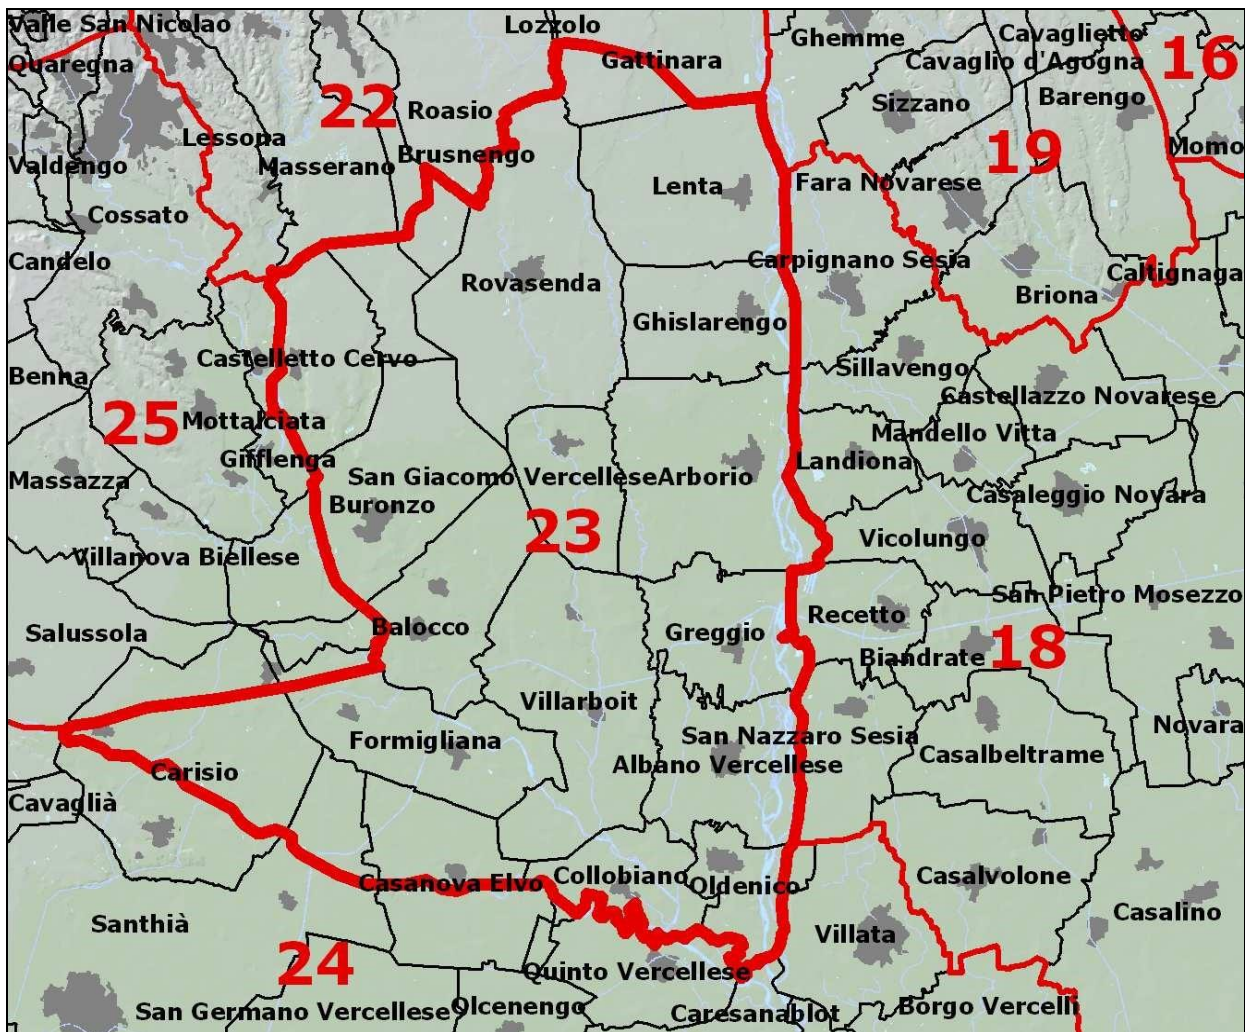 Valle San Nicolao
Lozzolo
Ghemme
Cavaglietto
Quaregna
Gattinara
Cavaglio d'Agogna
16
22
Roasio
Sizzano
Barengo
Lessona
Valdengo
Masserano
Brusnengo
19
Momo
Cossato
Lenta
Fara Novarese
Candelo
Rovasenda
Carpignano Sesia
Caltignaga
Ghislarengo
Briona
Benna
Castelletto Cervo
Sillavengo
25
Mottalciata
Castellazzo Novarese
Massazza
Gifflenga
Mandello Vitta
San Giacomo Vercellese
Arborio
Landiona
Buronzo
Casaleggio Novara
23
Villanova Biellese
Vicolungo
San Pietro Mosezzo
Salussola
Balocco
Greggio
Recetto
Biandrate
18
Villarboit
Novara
Formigliana
San Nazzaro Sesia
Casalbeltrame
Carisio
Albano Vercellese
Cavaglià
Casanova Elvo
Collobiano
Oldenico
Casalvolone
Santhià
Villata
Casalino
24
Quinto Vercellese
San Germano Vercellese
Olcenengo
Caresanablot
Borgo Vercelli